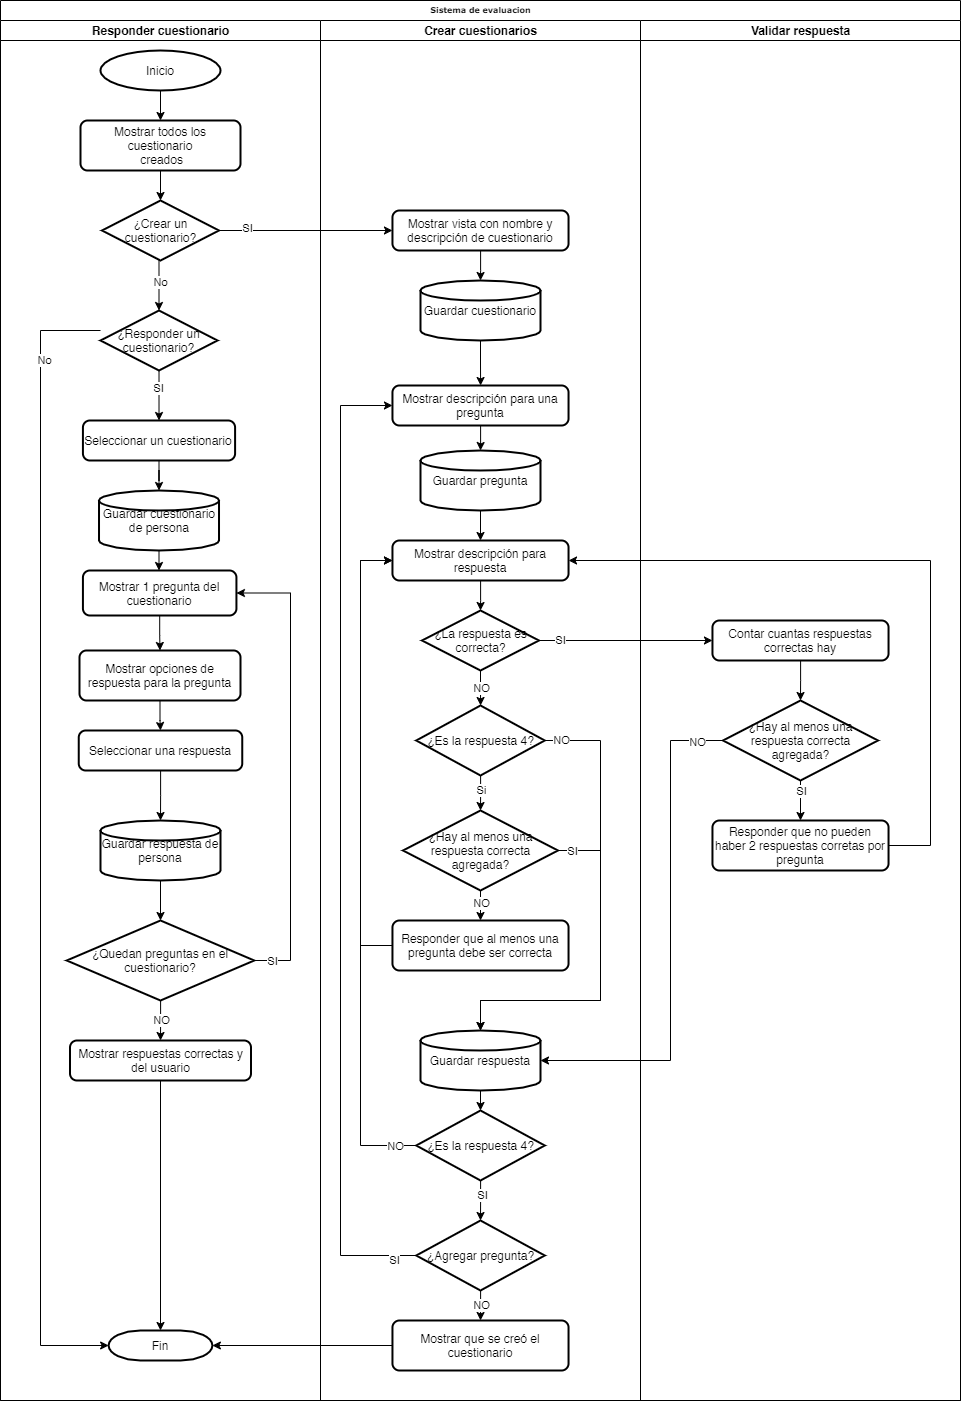 Sistema de evaluacion
Responder cuestionario
Crear cuestionarios
Validar respuesta
Inicio
Mostrar todos los
cuestionario
creados
¿Crear un
cuestionario?
SI
No
¿Responder un
cuestionario?
No
SI
Seleccionar un cuestionario
Guardar cuestionario
de persona
Mostrar 1 pregunta del
cuestionario
Mostrar opciones de
respuesta para la pregunta
Seleccionar una respuesta
Guardar respuesta de
persona
¿Quedan preguntas en el
cuestionario?
SI
NO
Mostrar respuestas correctas y
del usuario
Fin
Mostrar vista con nombre y
descripción de cuestionario
Guardar cuestionario
Mostrar descripción para una
pregunta
Guardar pregunta
Mostrar descripción para
respuesta
¿La respuesta es
correcta?
SI
NO
¿Es la respuesta 4?
NO
Si
¿Hay al menos una
respuesta correcta
agregada?
SI
NO
Responder que al menos una
pregunta debe ser correcta
Guardar respuesta
¿Es la respuesta 4?
NO
SI
¿Agregar pregunta?
SI
NO
Mostrar que se creó el
cuestionario
Contar cuantas respuestas
correctas hay
¿Hay al menos una
respuesta correcta
agregada?
NO
SI
Responder que no pueden
haber 2 respuestas corretas por
pregunta